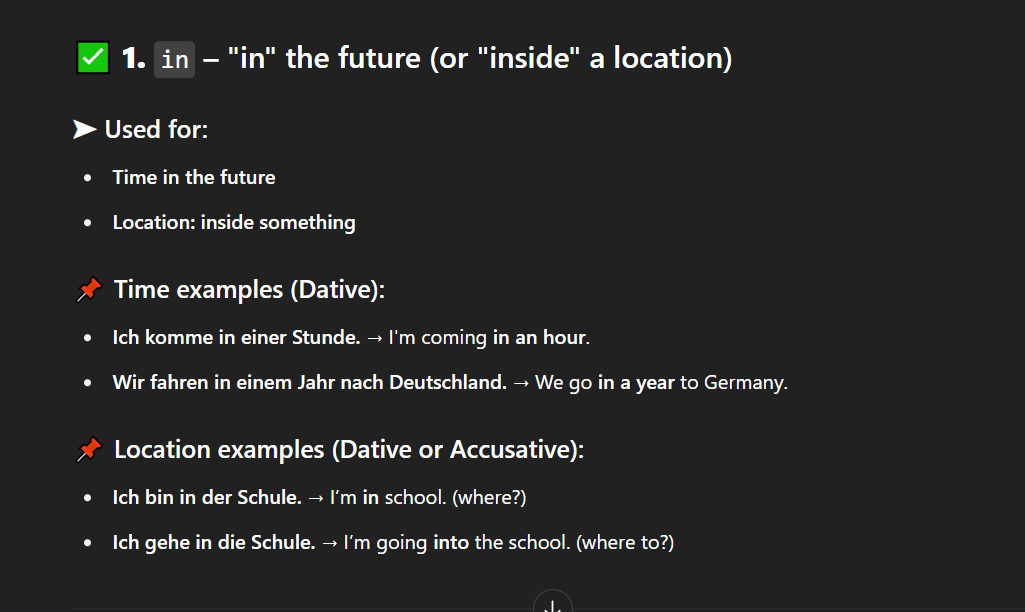 ✅ 1. in – "in" the future (or "inside" a location)
➤ Used for:
• Time in the future
• Location: inside something
📌 Time examples (Dative):
• Ich komme in einer Stunde. → I'm coming in an hour.
• Wir fahren in einem Jahr nach Deutschland. → We go in a year to Germany.
📌 Location examples (Dative or Accusative):
• Ich bin in der Schule. → I’m in school. (where?)
• Ich gehe in die Schule. → I’m going into the school. (where to?)